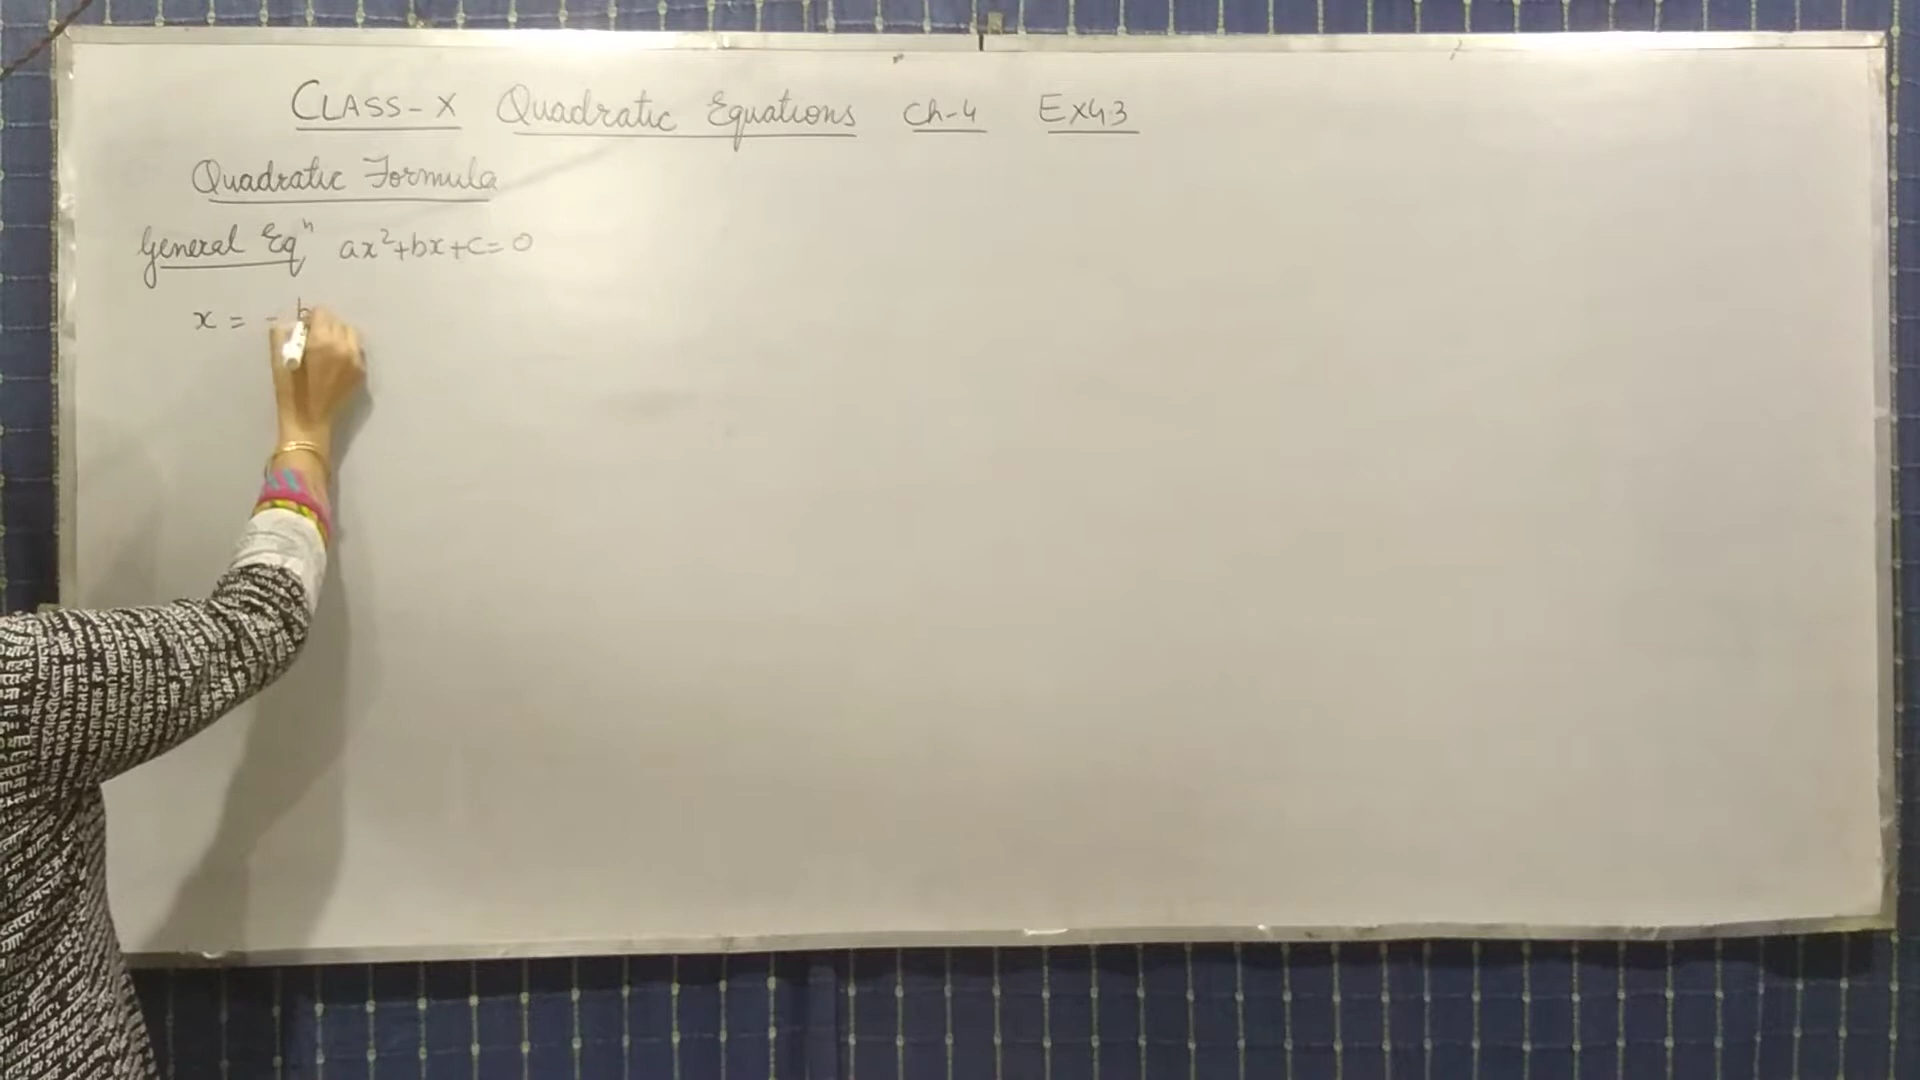 CLASS-X Quadratic Equations Ch-4 Ex4.3
Quadratic Formula
General Eqⁿ ax²+bx+c=0
x = -b